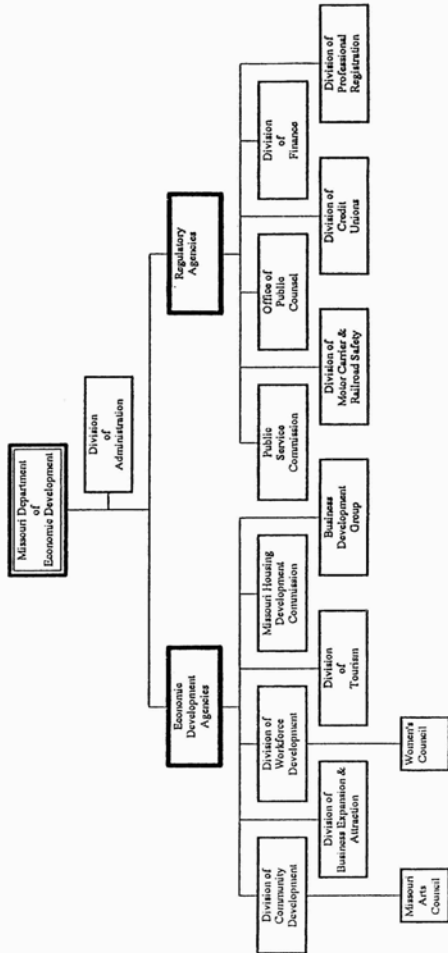 Missouri Department
of
Economic Development
Division
of
Administration
Economic
Development
Agencies
Regulatory
Agencies
Division of
Community
Development
Division of
Workforce
Development
Missouri Housing
Development
Commission
Public
Service
Commission
Office of
Public
Counsel
Division
of
Finance
Division of
Business Expansion &
Attraction
Division
of
Tourism
Business
Development
Group
Division of
Motor Carrier &
Railroad Safety
Division of
Credit
Unions
Division of
Professional
Registration
Missouri
Arts
Council
Women's
Council